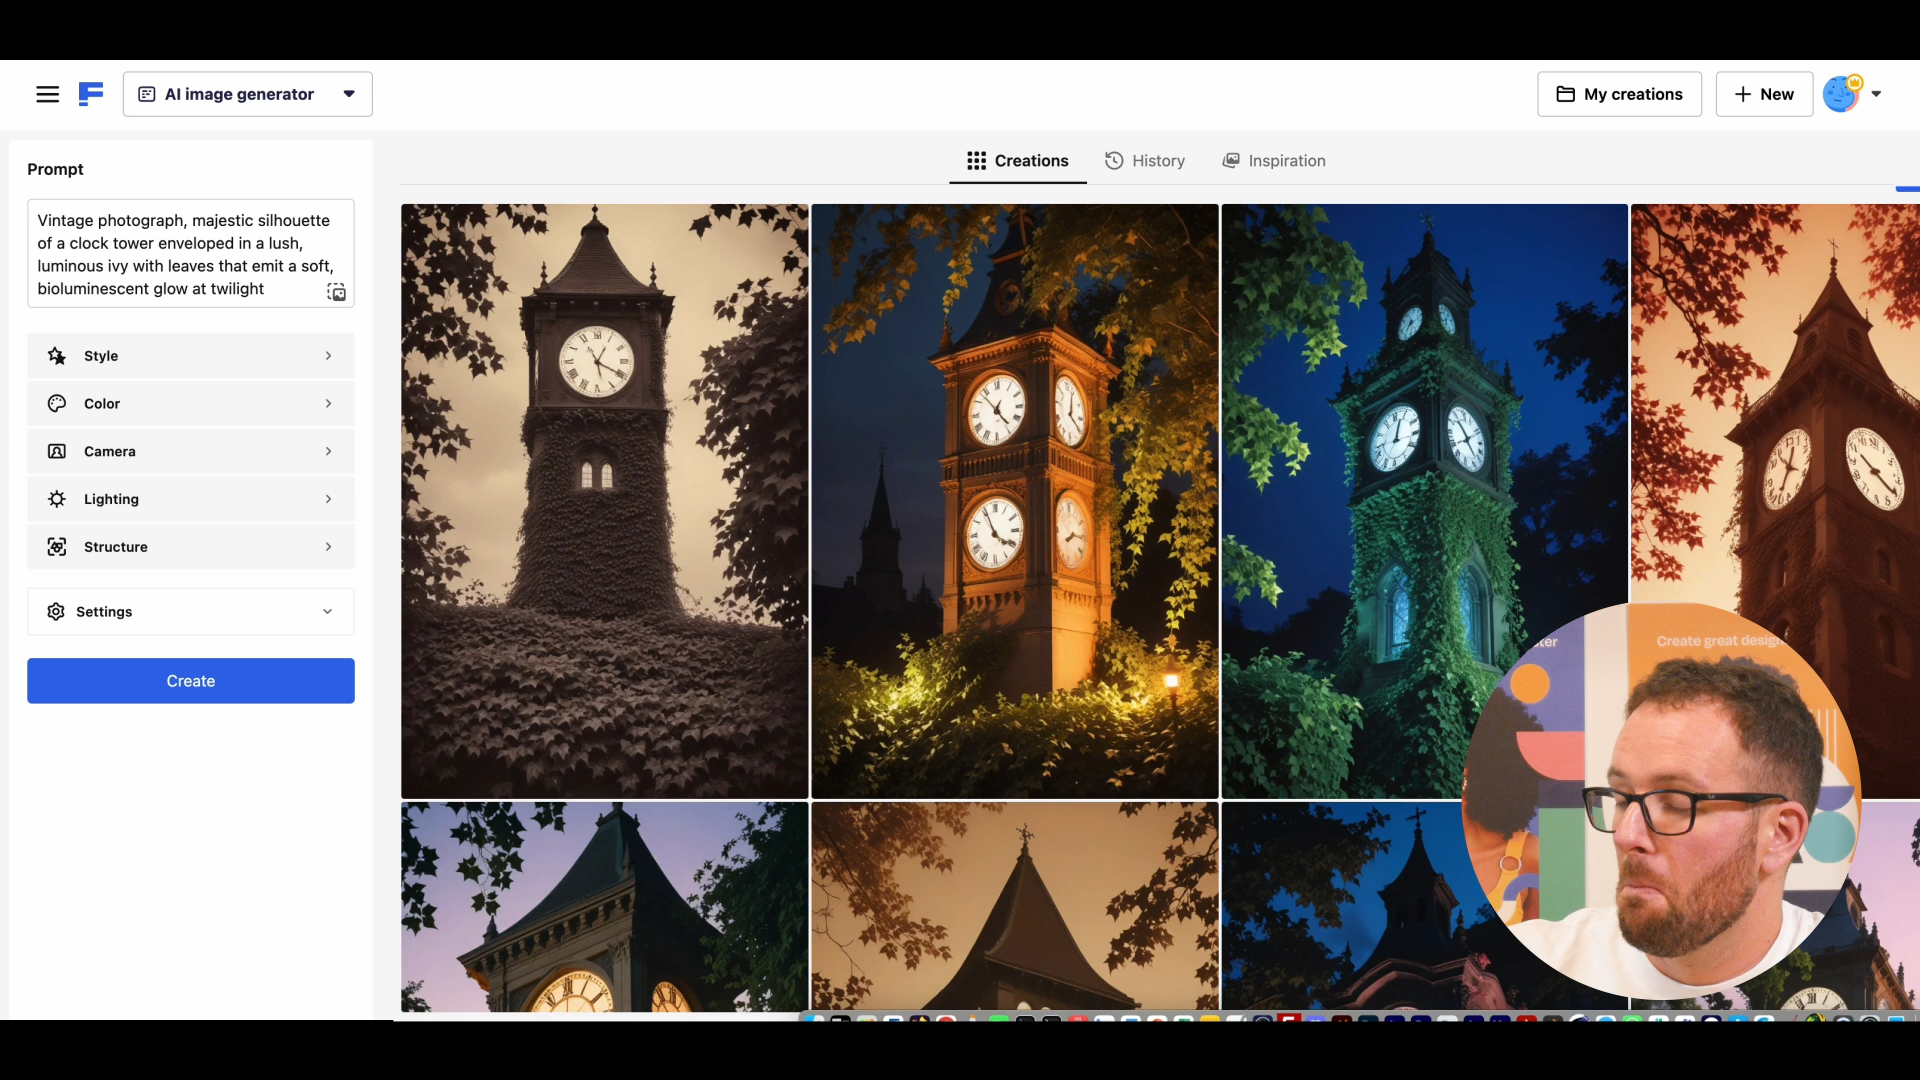 AI image generator
My creations
New
Creations
History
Inspiration
Prompt
Vintage photograph, majestic silhouette
of a clock tower enveloped in a lush,
luminous ivy with leaves that emit a soft,
bioluminescent glow at twilight
Style
Color
Camera
Lighting
Structure
Settings
Create
Create great design